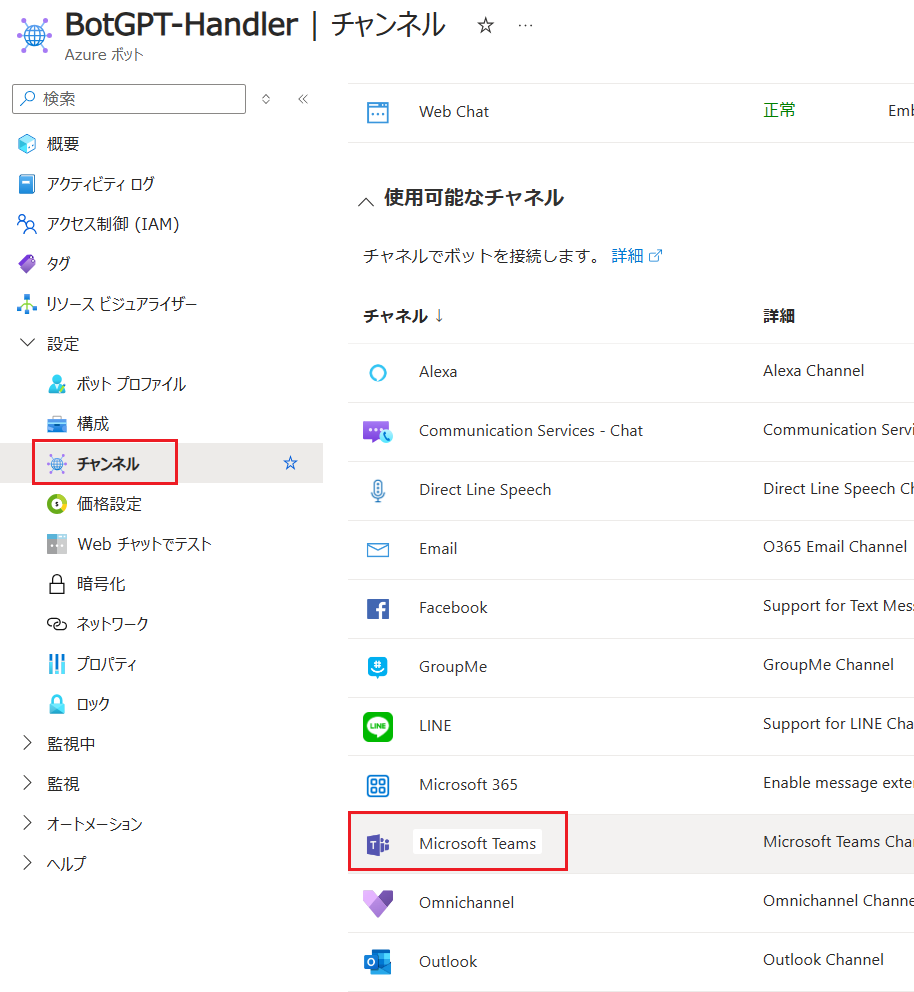 BotGPT-Handler | チャンネル ☆ …
Azure ボット
検索
概要
アクティビティ ログ
アクセス制御 (IAM)
タグ
リソース ビジュアライザー
設定
ボット プロファイル
構成
チャンネル
価格設定
Web チャットでテスト
暗号化
ネットワーク
プロパティ
ロック
監視中
監視
オートメーション
ヘルプ
Web Chat 正常 Emb
使用可能なチャネル
チャネルでボットを接続します。 詳細
チャネル ↓ 詳細
Alexa Alexa Channel
Communication Services - Chat Communication Servi
Direct Line Speech Direct Line Speech Ch
Email O365 Email Channel
Facebook Support for Text Mess
GroupMe GroupMe Channel
LINE LINE Support for LINE Cha
Microsoft 365 Enable message exter
T Microsoft Teams Microsoft Teams Chan
Omnichannel Omnichannel Channe
Outlook Outlook Channel